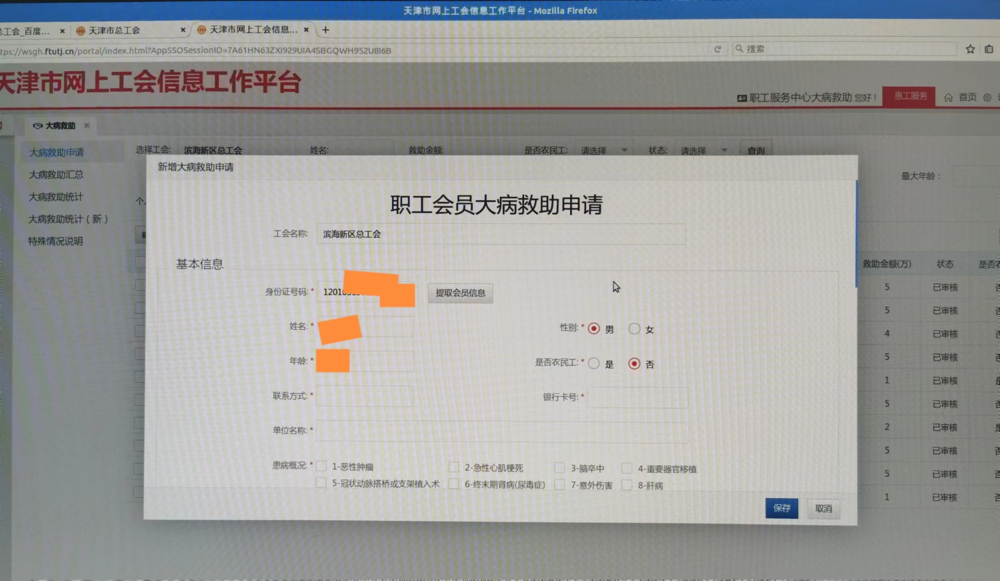 天津市网上工会信息工作平台 - Mozilla Firefox
总工会_百度... × 天津市总工会 × 天津市网上工会信息... × +
tps://wsgh.ftutj.cn/portal/index.html?AppSSOSessionID=7A61HN63ZXI929UIA4SBGQWH952U8I6B 搜索
天津市网上工会信息工作平台
职工服务中心大病救助 您好！ 惠工服务 首页
大病救助 ×
大病救助申请
大病救助汇总
大病救助统计
大病救助统计（新）
特殊情况说明
选择工会: 滨海新区总工会 姓名: 救助金额: 是否农民工: 请选择 状态: 请选择 查询
最大年龄：
新增大病救助申请
职工会员大病救助申请
工会名称: 滨海新区总工会
基本信息
身份证号码: * 提取会员信息
姓名: * 性别: * 男 女
年龄: * 是否农民工: * 是 否
联系方式: * 银行卡号: *
单位名称: *
患病概况: * 1-恶性肿瘤 2-急性心肌梗死 3-脑卒中 4-重要器官移植
5-冠状动脉搭桥或支架植入术 6-终末期肾病(尿毒症) 7-意外伤害 8-肝病
保存 取消
救助金额(万) 状态 是否农
5 已审核 否
5 已审核 否
4 已审核 否
5 已审核 否
1 已审核 是
5 已审核 否
2 已审核 是
5 已审核 否
5 已审核 否
1 已审核 否